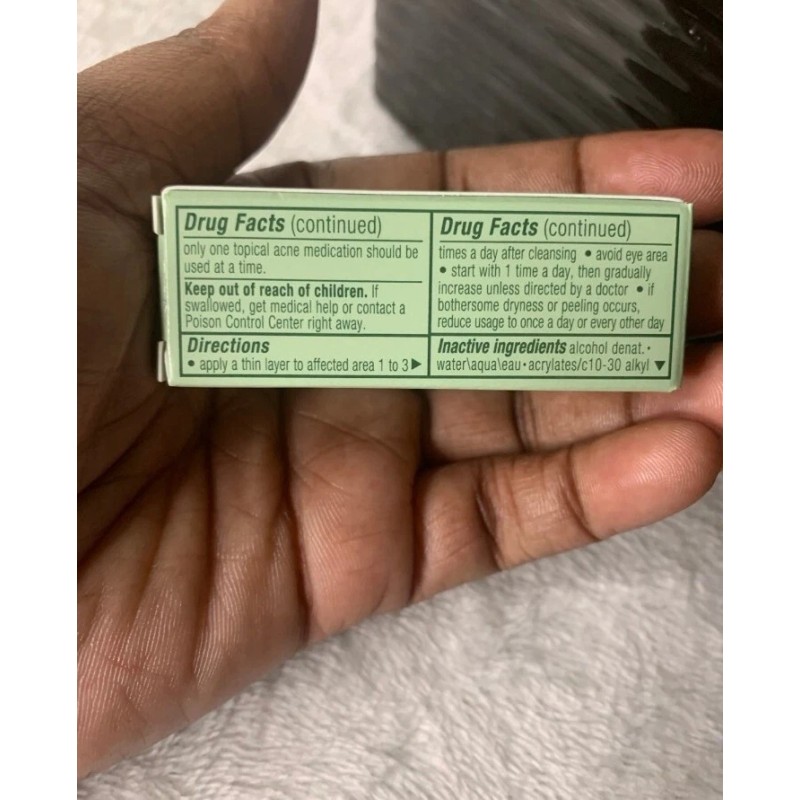 Drug Facts (continued)
only one topical acne medication should be
used at a time.
Keep out of reach of children. If
swallowed, get medical help or contact a
Poison Control Center right away.
Directions
• apply a thin layer to affected area 1 to 3▶
Drug Facts (continued)
times a day after cleansing • avoid eye area
• start with 1 time a day, then gradually
increase unless directed by a doctor • if
bothersome dryness or peeling occurs,
reduce usage to once a day or every other day
Inactive ingredients alcohol denat. •
water\aqua\eau • acrylates/c10-30 alkyl ▼